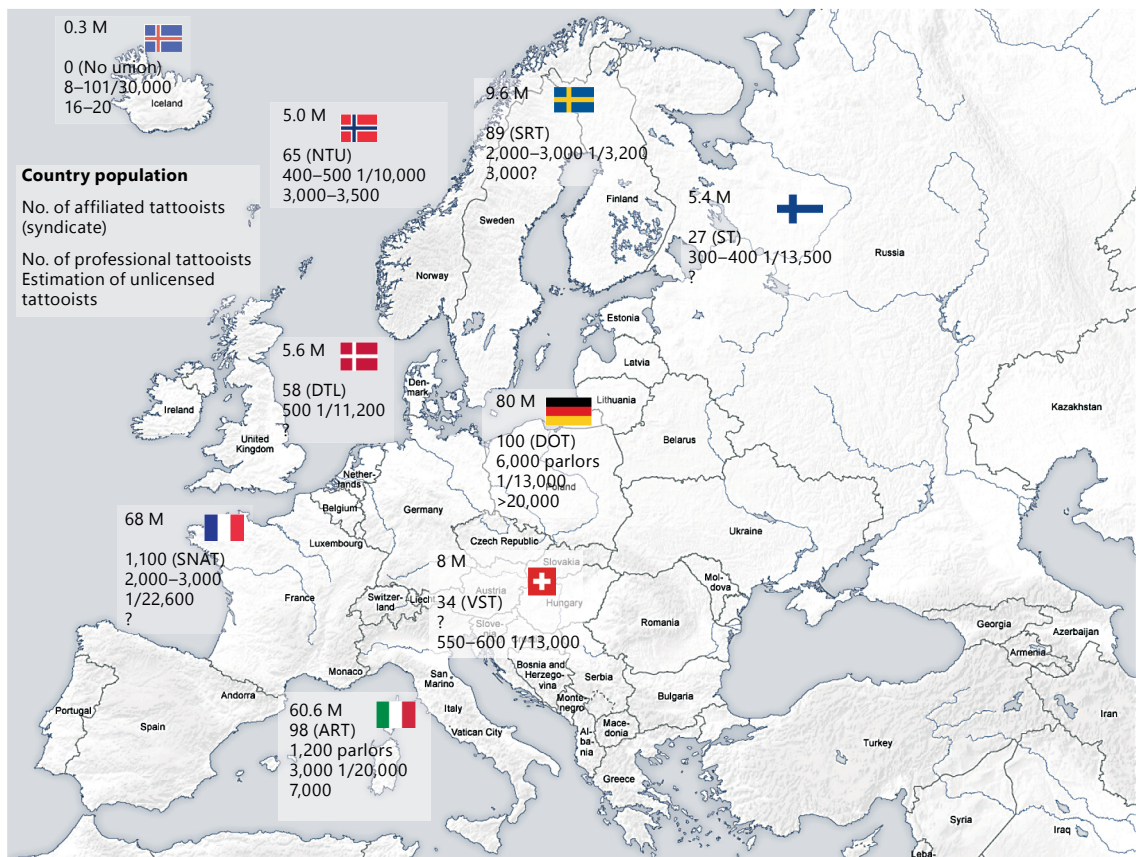 0.3 M
0 (No union)
8–101/30,000
16–20
Iceland
5.0 M
65 (NTU)
400–500 1/10,000
3,000–3,500
9.6 M
89 (SRT)
2,000–3,000 1/3,200
3,000?
5.4 M
27 (ST)
300–400 1/13,500
?
Country population
No. of affiliated tattooists
(syndicate)
No. of professional tattooists
Estimation of unlicensed
tattooists
Finland
Sweden
Norway
Russia
Estonia
Latvia
Lithuania
5.6 M
58 (DTL)
500 1/11,200
?
Den-
mark
80 M
100 (DOT)
6,000 parlors
1/13,000
>20,000
Poland
Ireland
United
Kingdom
Belarus
Kazakhstan
Nether-
lands
Belgium
Germany
Luxembourg
Czech Republic
Ukraine
68 M
1,100 (SNAT)
2,000–3,000
1/22,600
?
France
Switzer-
land
Liecht
8 M
34 (VST)
?
550–600 1/13,000
Slovakia
Austria
Hungary
Slove-
nia
Mol-
dova
Romania
Georgia
Azerbaijan
Armenia
Monaco
San
Marino
Bosnia and
Herzego-
vina
Serbia
Monte-
negro
Bulgaria
Andorra
Portugal
Spain
60.6 M
98 (ART)
1,200 parlors
3,000 1/20,000
7,000
Italy
Vatican City
Mace-
donia
Al-
ba-
nia
Greece
Turkey
Iran
Syria
Iraq
Leba-